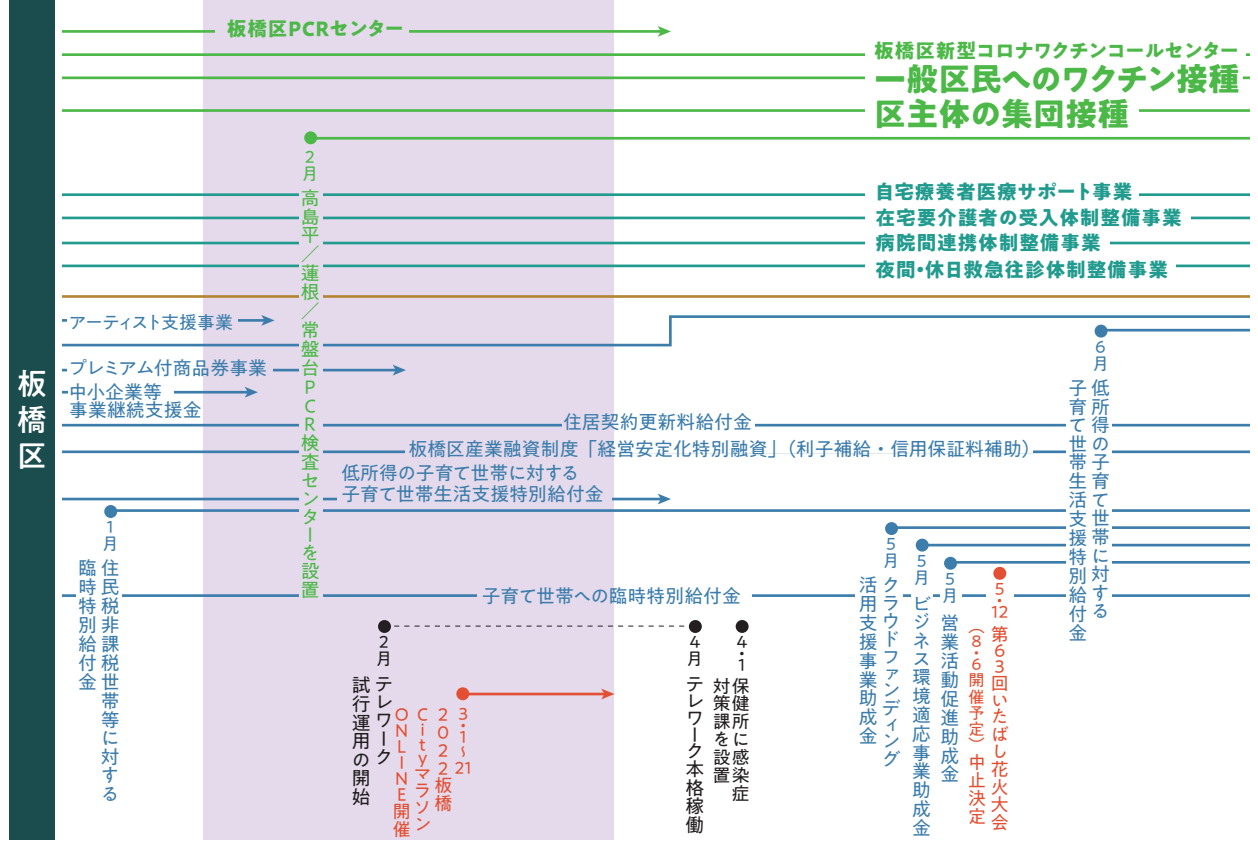 板橋区
板橋区PCRセンター
板橋区新型コロナワクチンコールセンター
一般区民へのワクチン接種
区主体の集団接種
2月 高島平／蓮根／常盤台PCR検査センターを設置
自宅療養者医療サポート事業
在宅要介護者の受入体制整備事業
病院間連携体制整備事業
夜間・休日救急往診体制整備事業
アーティスト支援事業
プレミアム付商品券事業
中小企業等
事業継続支援金
住居契約更新料給付金
板橋区産業融資制度「経営安定化特別融資」（利子補給・信用保証料補助）
低所得の子育て世帯に対する
子育て世帯生活支援特別給付金
6月 低所得の子育て世帯に対する
子育て世帯生活支援特別給付金
1月 住民税非課税世帯等に対する
臨時特別給付金
子育て世帯への臨時特別給付金
2月 テレワーク
試行運用の開始
3・1〜21
2022板橋
Cityマラソン
ONLINE開催
4月 テレワーク本格稼働
4・1 保健所に感染症
対策課を設置
5月 クラウドファンディング
活用支援事業助成金
5月 ビジネス環境適応事業助成金
5月 営業活動促進助成金
5・12 第63回いたばし花火大会
（8・6開催予定）中止決定